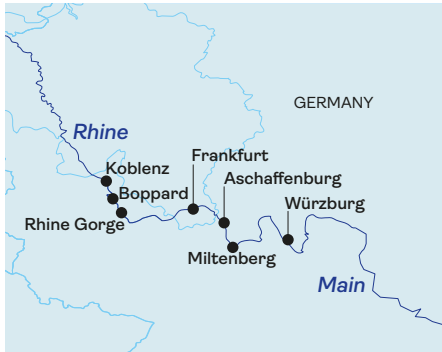 GERMANY
Rhine
Frankfurt
Koblenz
Aschaffenburg
Boppard
Würzburg
Rhine Gorge
Miltenberg
Main